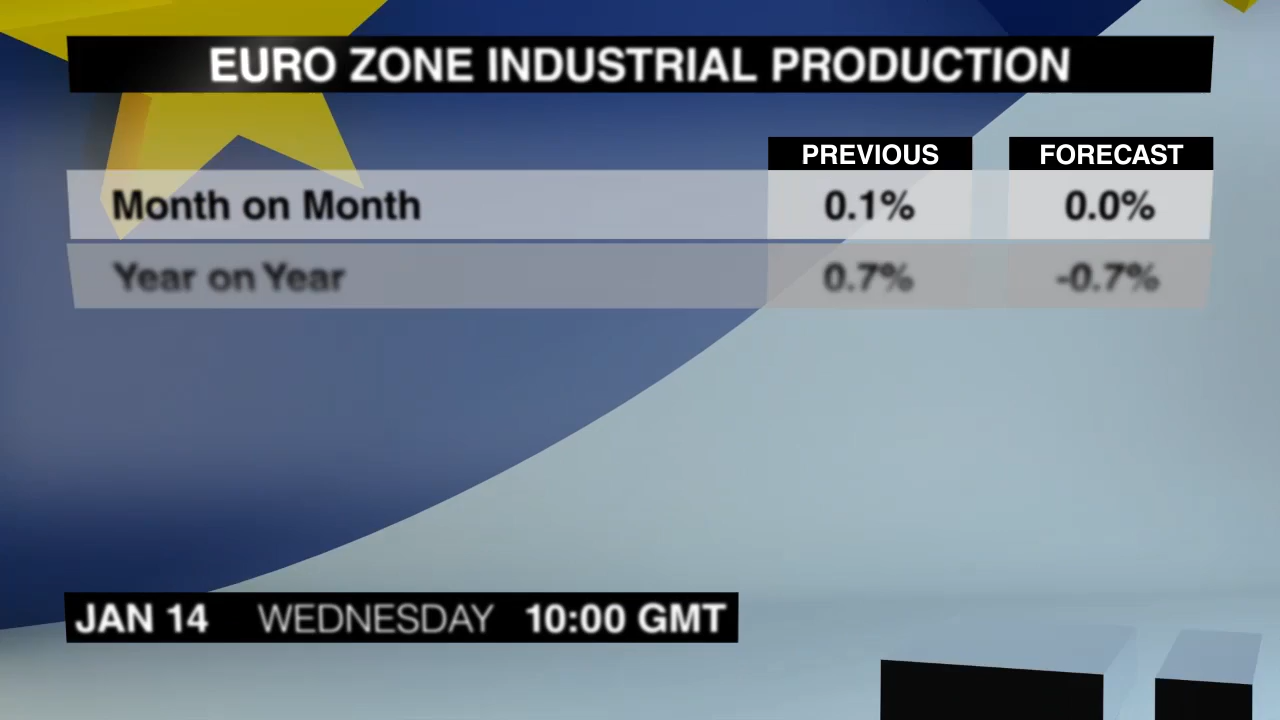 EURO ZONE INDUSTRIAL PRODUCTION
PREVIOUS FORECAST
Month on Month 0.1% 0.0%
Year on Year 0.7% -0.7%
JAN 14 WEDNESDAY 10:00 GMT